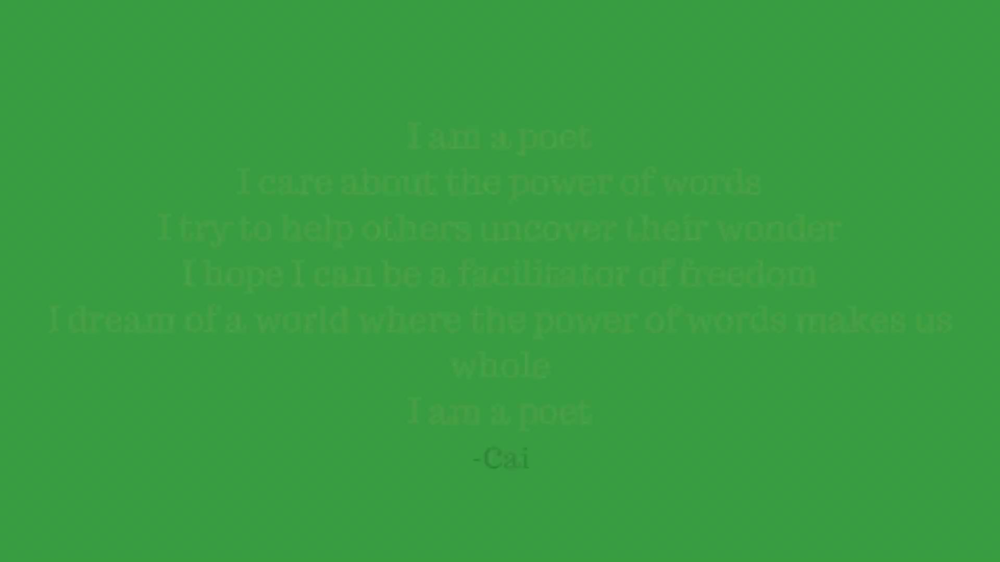 I am a poet
I care about the power of words
I try to help others uncover their wonder
I hope I can be a facilitator of freedom
I dream of a world where the power of words makes us
whole
I am a poet
-Cai